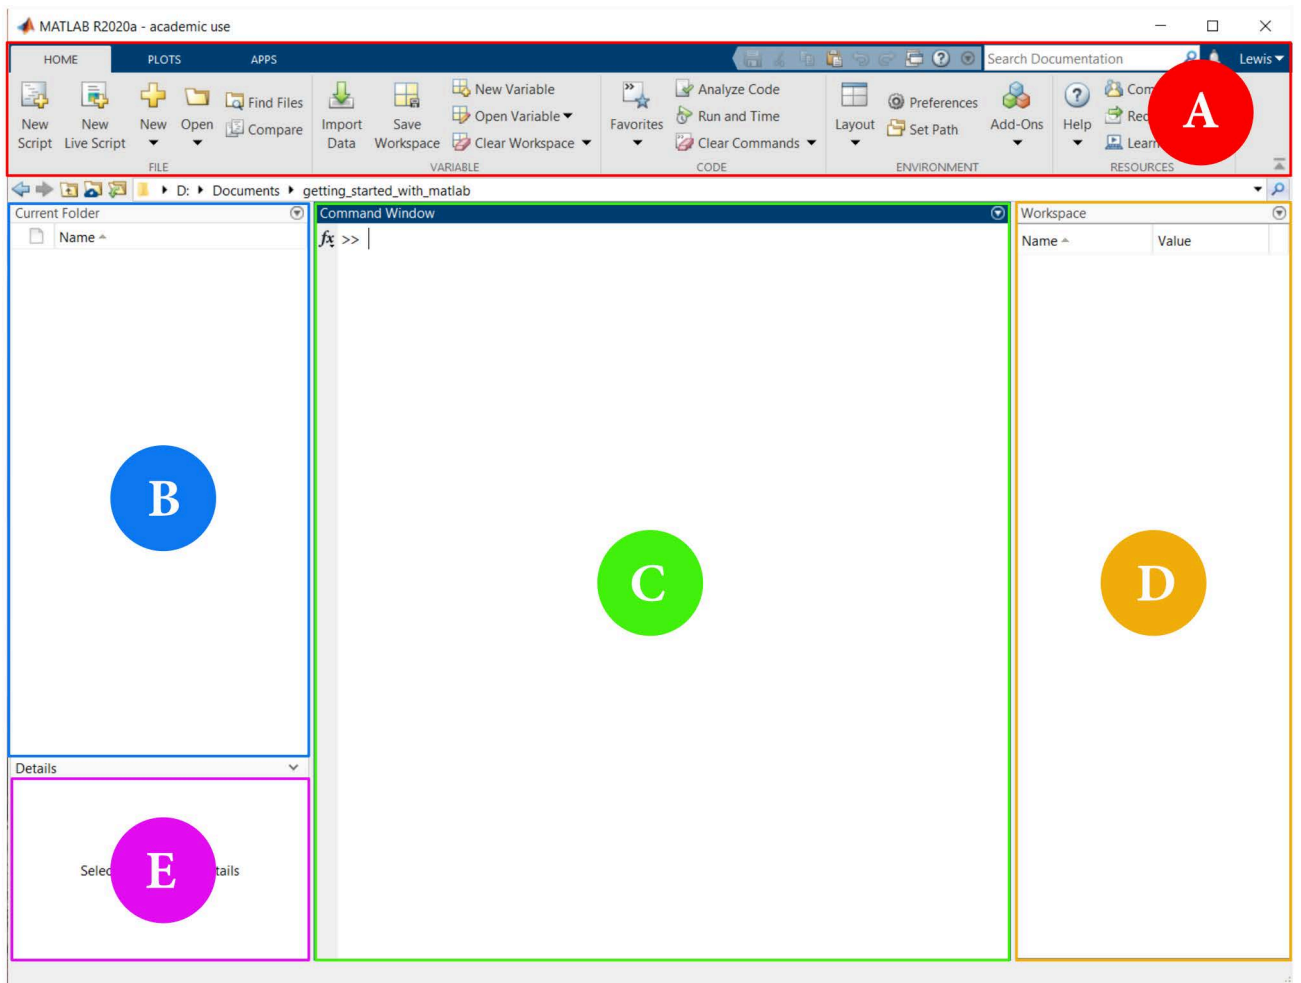 MATLAB R2020a - academic use
HOME PLOTS APPS Search Documentation Lewis
New Script
New Live Script
New
Open
Find Files
Compare
FILE
Import Data
Save Workspace
New Variable
Open Variable
Clear Workspace
VARIABLE
Favorites
Analyze Code
Run and Time
Clear Commands
CODE
Layout
Preferences
Set Path
Add-Ons
ENVIRONMENT
Help
RESOURCES
A
D: Documents getting_started_with_matlab
Current Folder
Name
B
Command Window
fx >>
C
Workspace
Name Value
D
Details
E